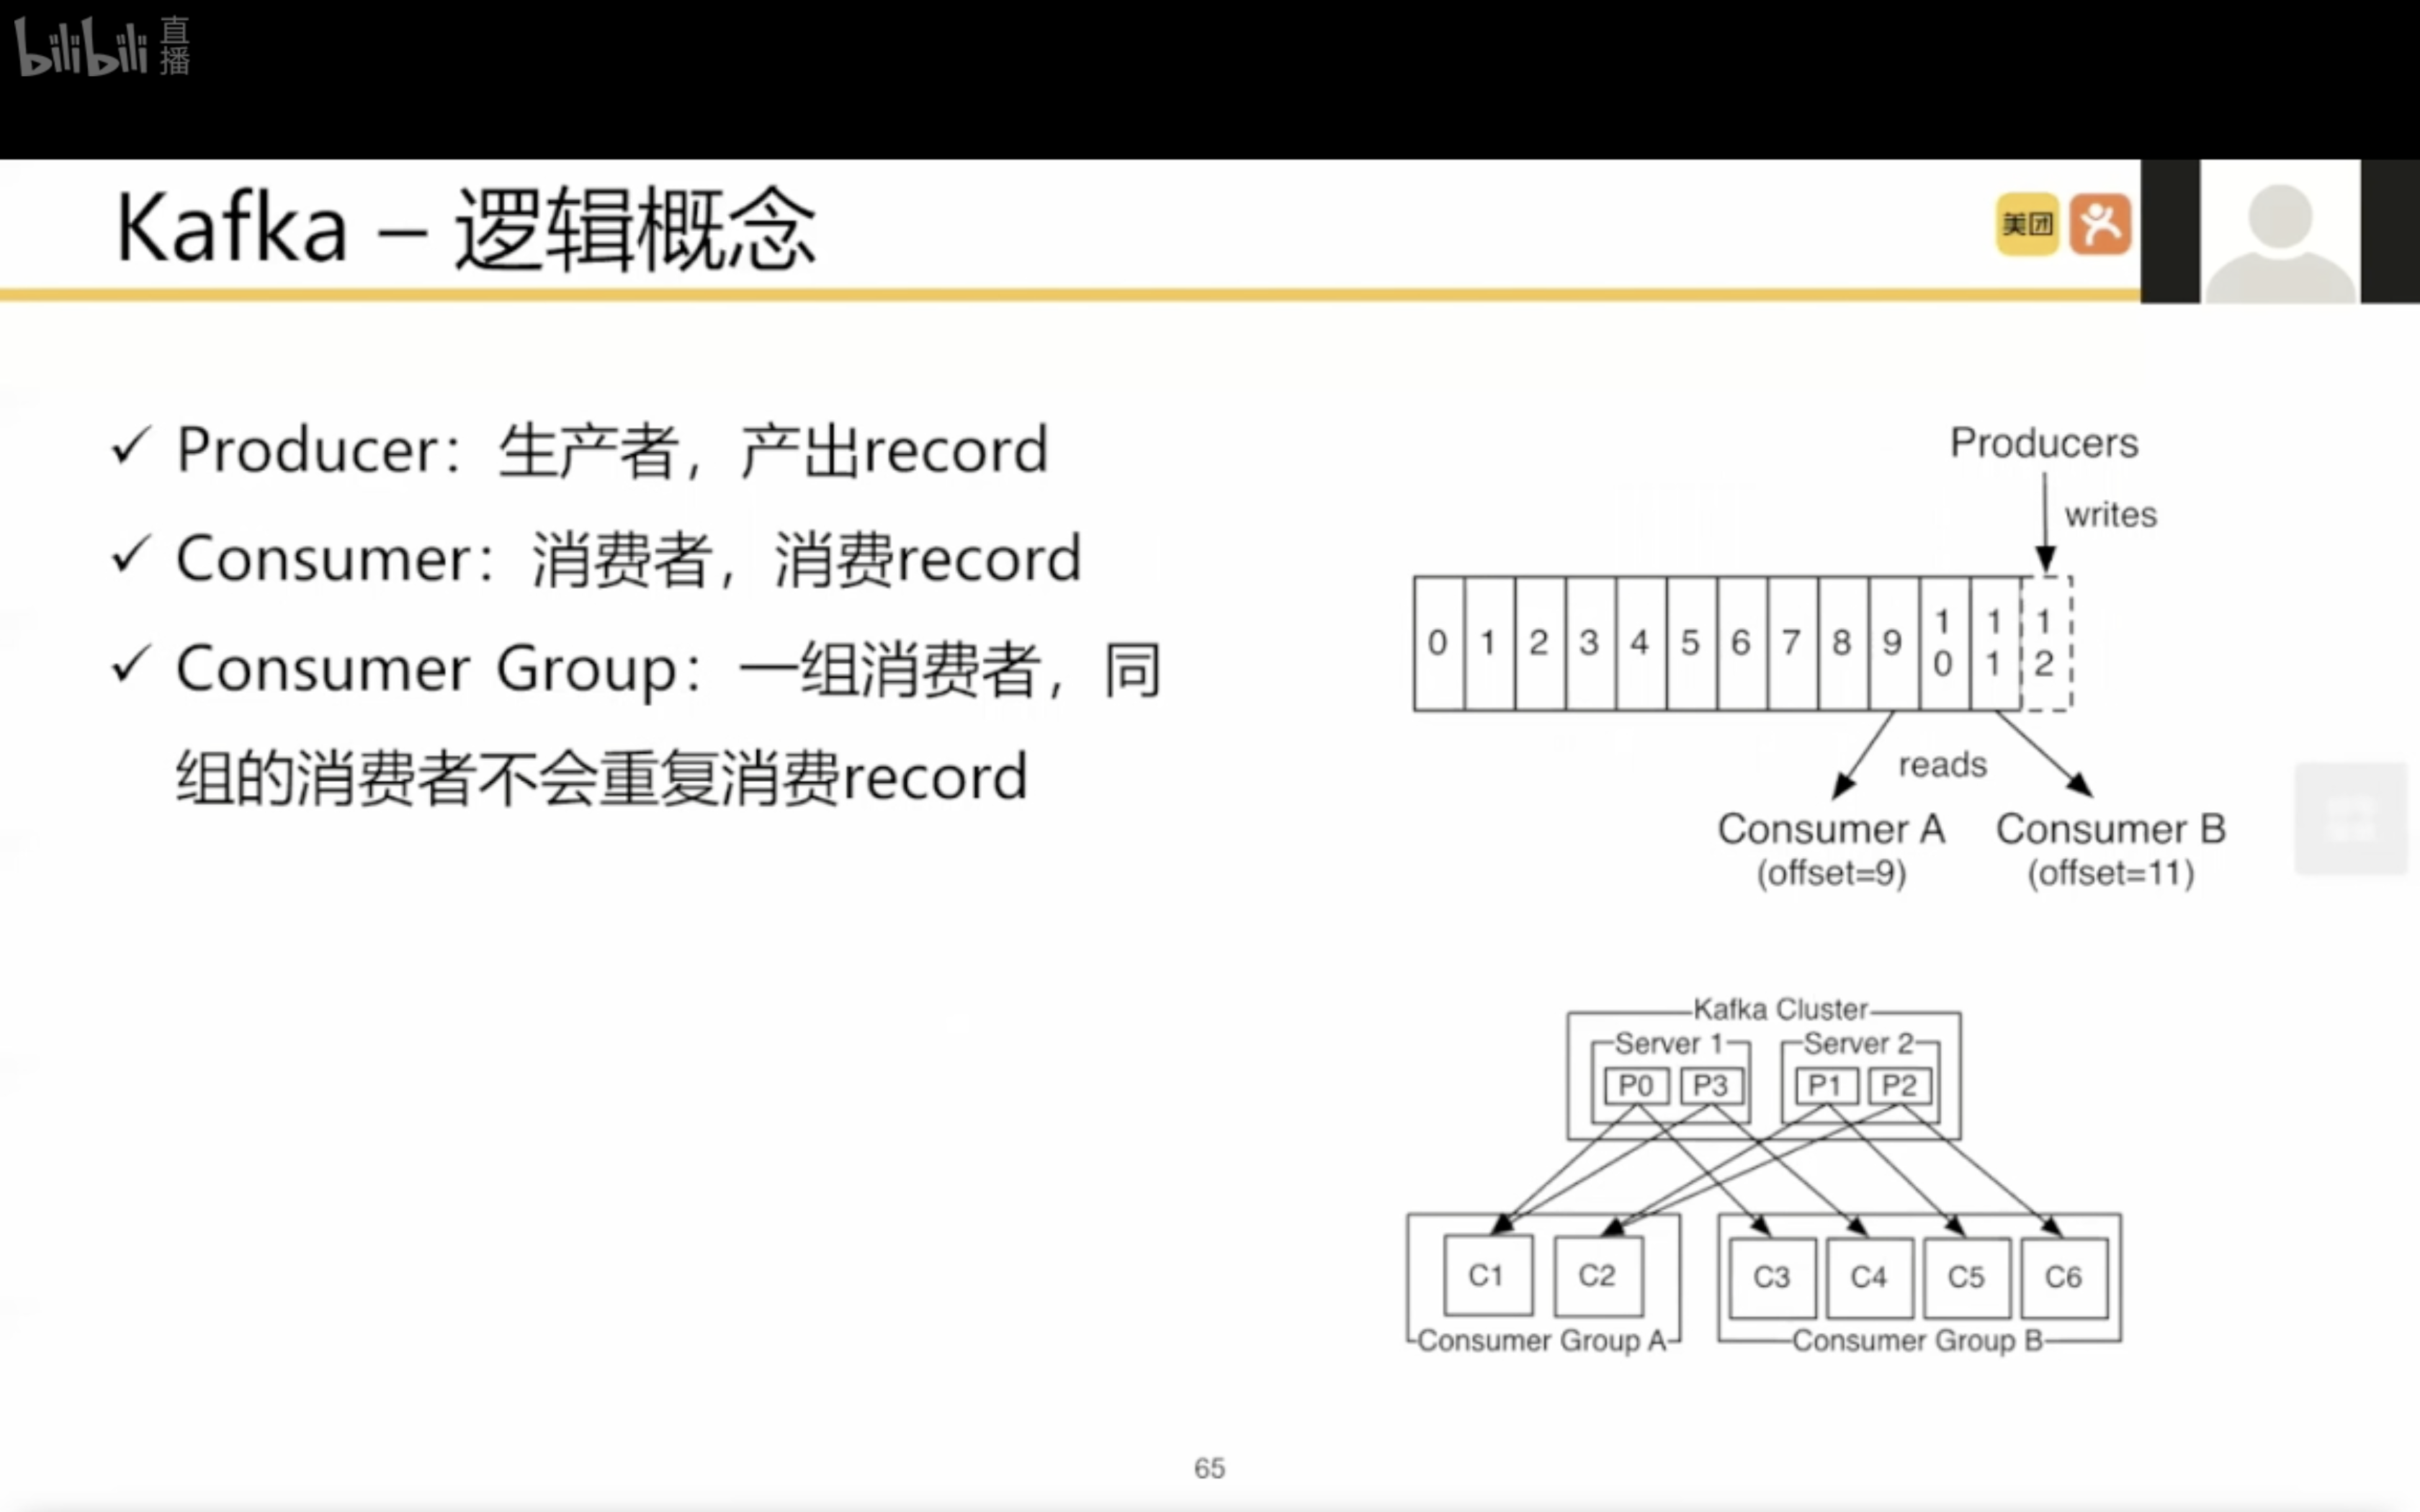 bilibili 直播
Kafka – 逻辑概念
美团
✓ Producer：生产者，产出record
✓ Consumer：消费者，消费record
✓ Consumer Group：一组消费者，同
组的消费者不会重复消费record
Producers
writes
0 1 2 3 4 5 6 7 8 9 10 11 12
reads
Consumer A Consumer B
(offset=9) (offset=11)
Kafka Cluster
Server 1 Server 2
P0 P3 P1 P2
C1 C2 C3 C4 C5 C6
Consumer Group A Consumer Group B
65